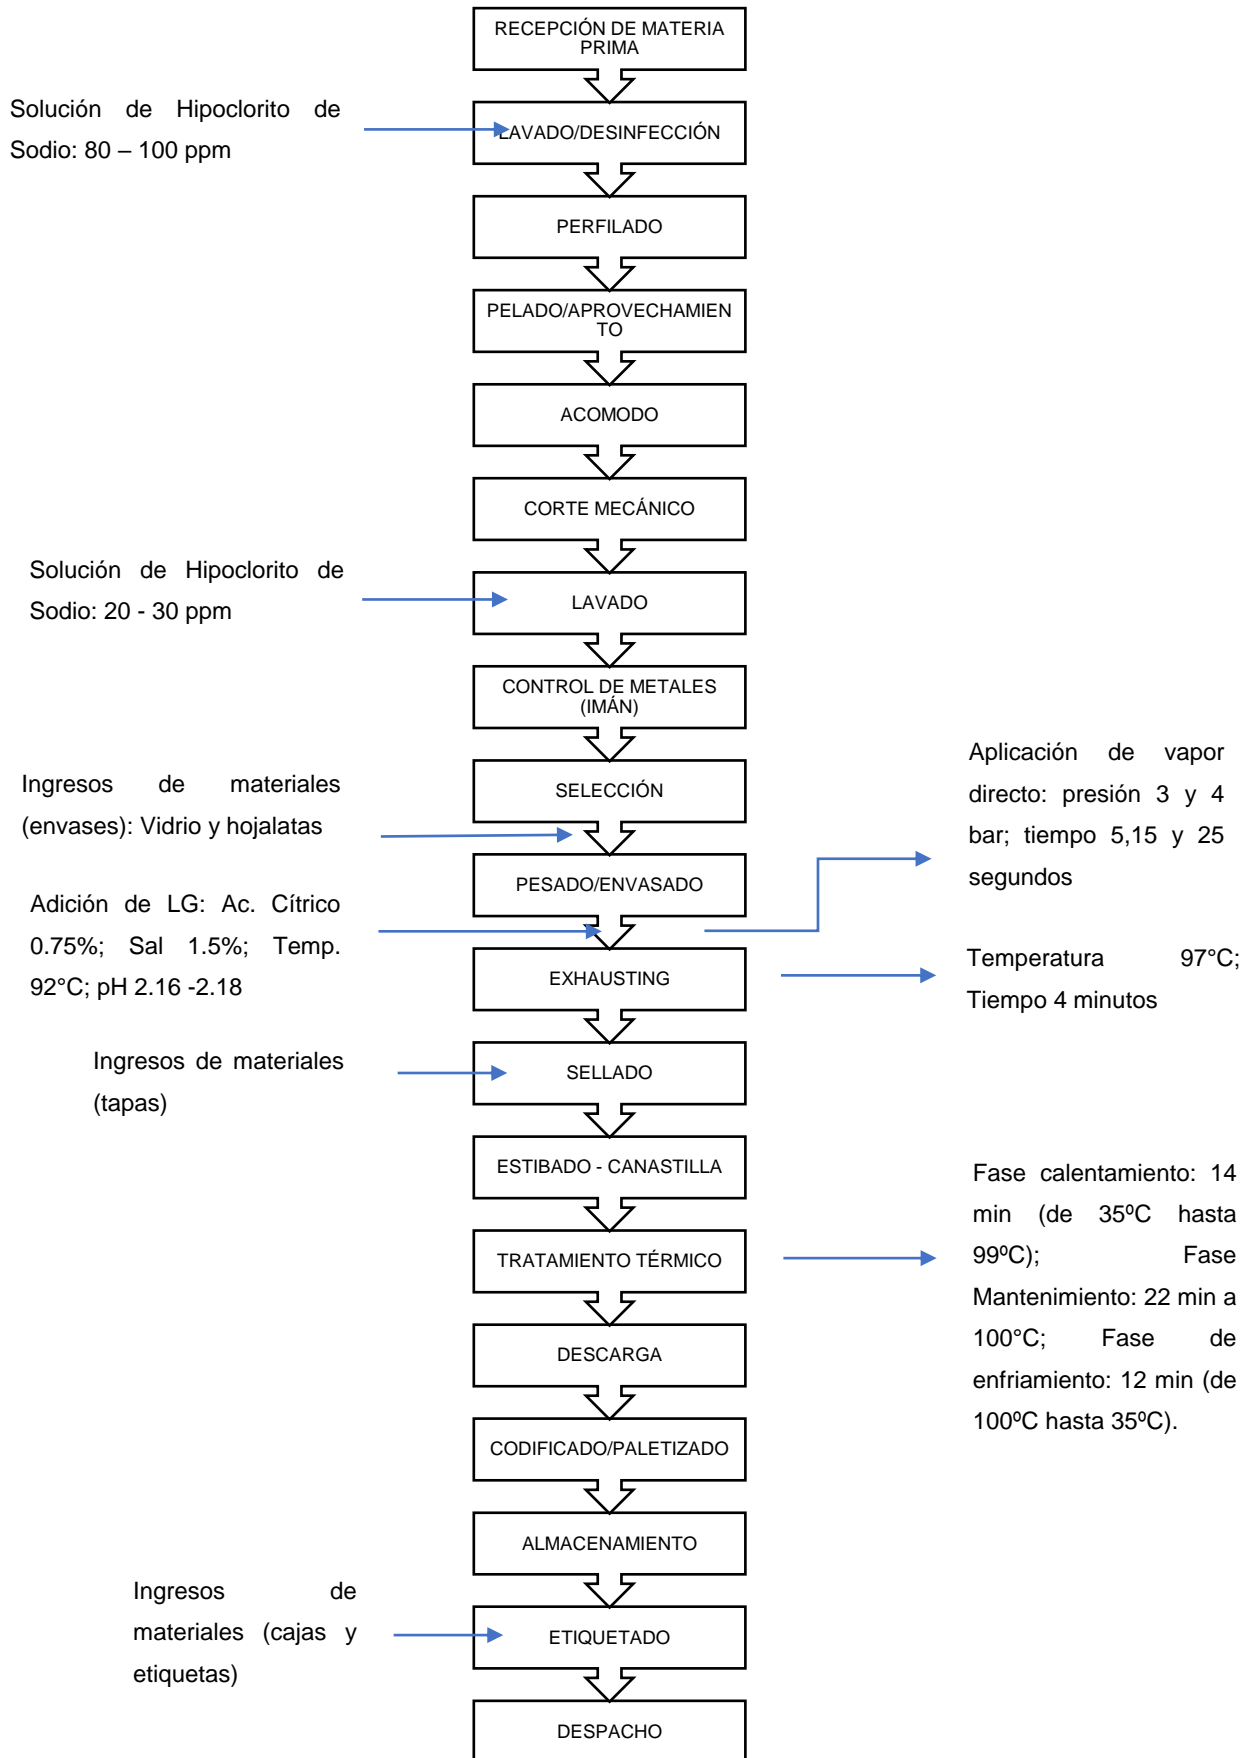 RECEPCIÓN DE MATERIA
PRIMA
Solución de Hipoclorito de
Sodio: 80 – 100 ppm
LAVADO/DESINFECCIÓN
PERFILADO
PELADO/APROVECHAMIEN
TO
ACOMODO
CORTE MECÁNICO
Solución de Hipoclorito de
Sodio: 20 - 30 ppm
LAVADO
CONTROL DE METALES
(IMÁN)
SELECCIÓN
Ingresos de materiales
(envases): Vidrio y hojalatas
PESADO/ENVASADO
Aplicación de vapor
directo: presión 3 y 4
bar; tiempo 5,15 y 25
segundos
Adición de LG: Ac. Cítrico
0.75%; Sal 1.5%; Temp.
92°C; pH 2.16 -2.18
EXHAUSTING
Temperatura 97°C;
Tiempo 4 minutos
Ingresos de materiales
(tapas)
SELLADO
ESTIBADO - CANASTILLA
TRATAMIENTO TÉRMICO
Fase calentamiento: 14
min (de 35ºC hasta
99ºC); Fase
Mantenimiento: 22 min a
100°C; Fase de
enfriamiento: 12 min (de
100ºC hasta 35ºC).
DESCARGA
CODIFICADO/PALETIZADO
ALMACENAMIENTO
Ingresos de
materiales (cajas y
etiquetas)
ETIQUETADO
DESPACHO